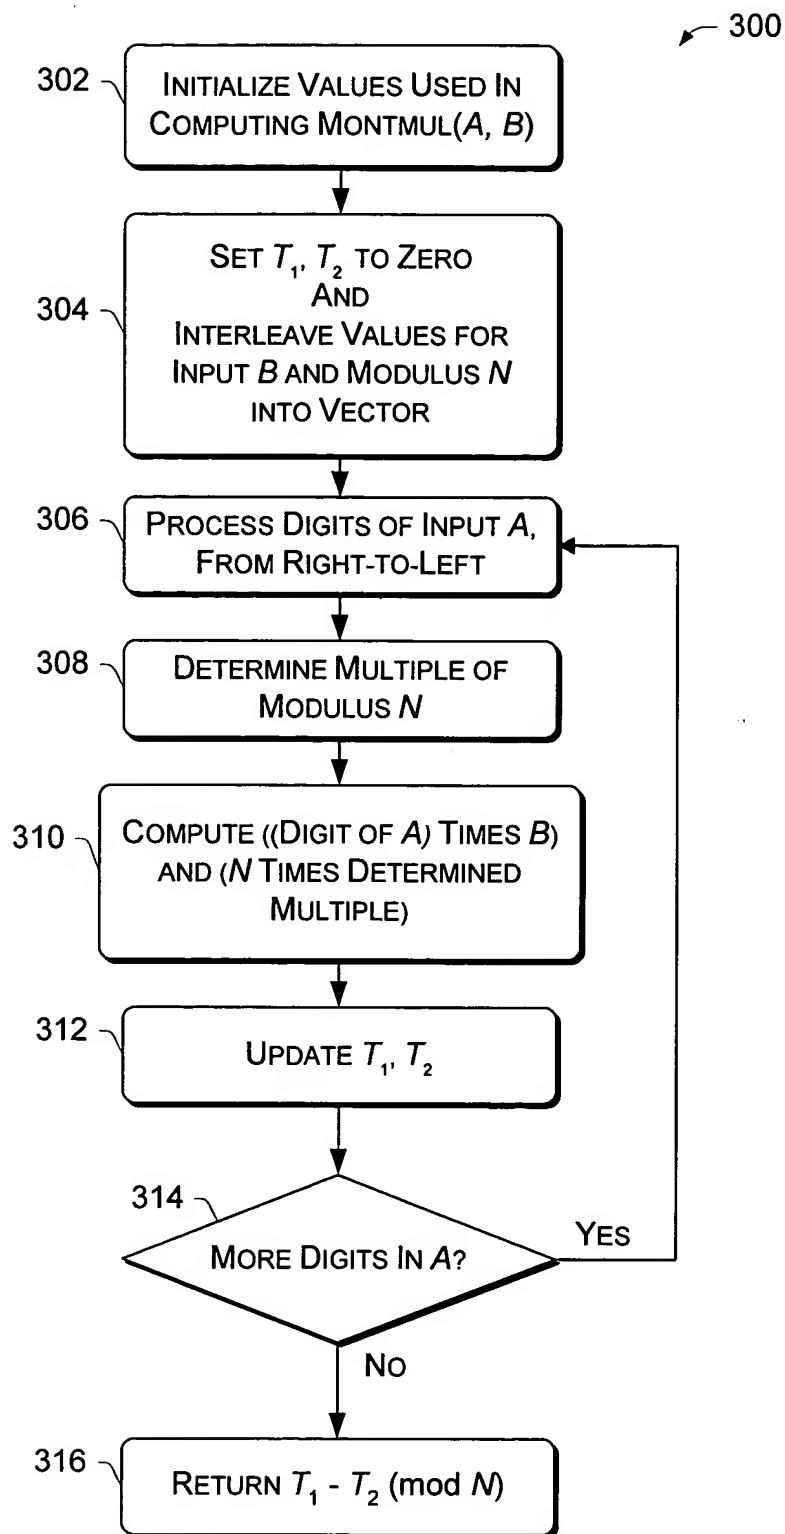 300
302
INITIALIZE VALUES USED IN
COMPUTING MONTMUL(A, B)
304
SET T₁, T₂ TO ZERO
AND
INTERLEAVE VALUES FOR
INPUT B AND MODULUS N
INTO VECTOR
306
PROCESS DIGITS OF INPUT A,
FROM RIGHT-TO-LEFT
308
DETERMINE MULTIPLE OF
MODULUS N
310
COMPUTE ((DIGIT OF A) TIMES B)
AND (N TIMES DETERMINED
MULTIPLE)
312
UPDATE T₁, T₂
314
MORE DIGITS IN A?
YES
NO
316
RETURN T₁ - T₂ (mod N)